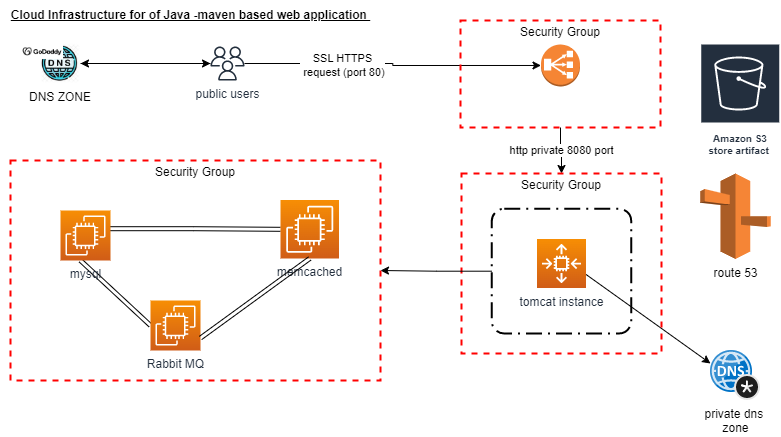 Cloud Infrastructure for of Java -maven based web application
GoDaddy
DNS
DNS ZONE
public users
SSL HTTPS
request (port 80)
Security Group
Amazon S3
store artifact
http private 8080 port
Security Group
mysql
memcached
Rabbit MQ
Security Group
tomcat instance
route 53
DNS
*
private dns
zone